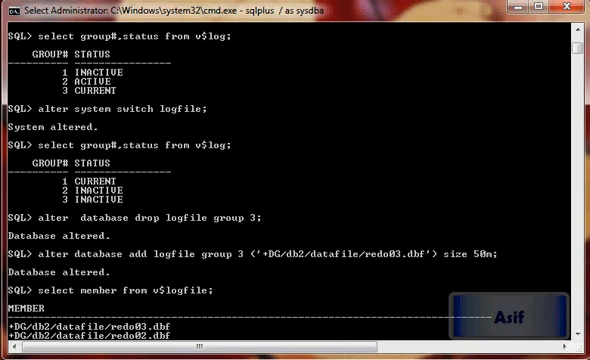 Select Administrator: C:\Windows\system32\cmd.exe - sqlplus / as sysdba
SQL> select group#,status from v$log;
GROUP# STATUS
---------- ----------------
1 INACTIVE
2 ACTIVE
3 CURRENT
SQL> alter system switch logfile;
System altered.
SQL> select group#,status from v$log;
GROUP# STATUS
---------- ----------------
1 CURRENT
2 INACTIVE
3 INACTIVE
SQL> alter  database drop logfile group 3;
Database altered.
SQL> alter database add logfile group 3 ('+DG/db2/datafile/redo03.dbf') size 50m;
Database altered.
SQL> select member from v$logfile;
MEMBER
--------------------------------------------------------------------------------
+DG/db2/datafile/redo03.dbf
+DG/db2/datafile/redo02.dbf
Asif